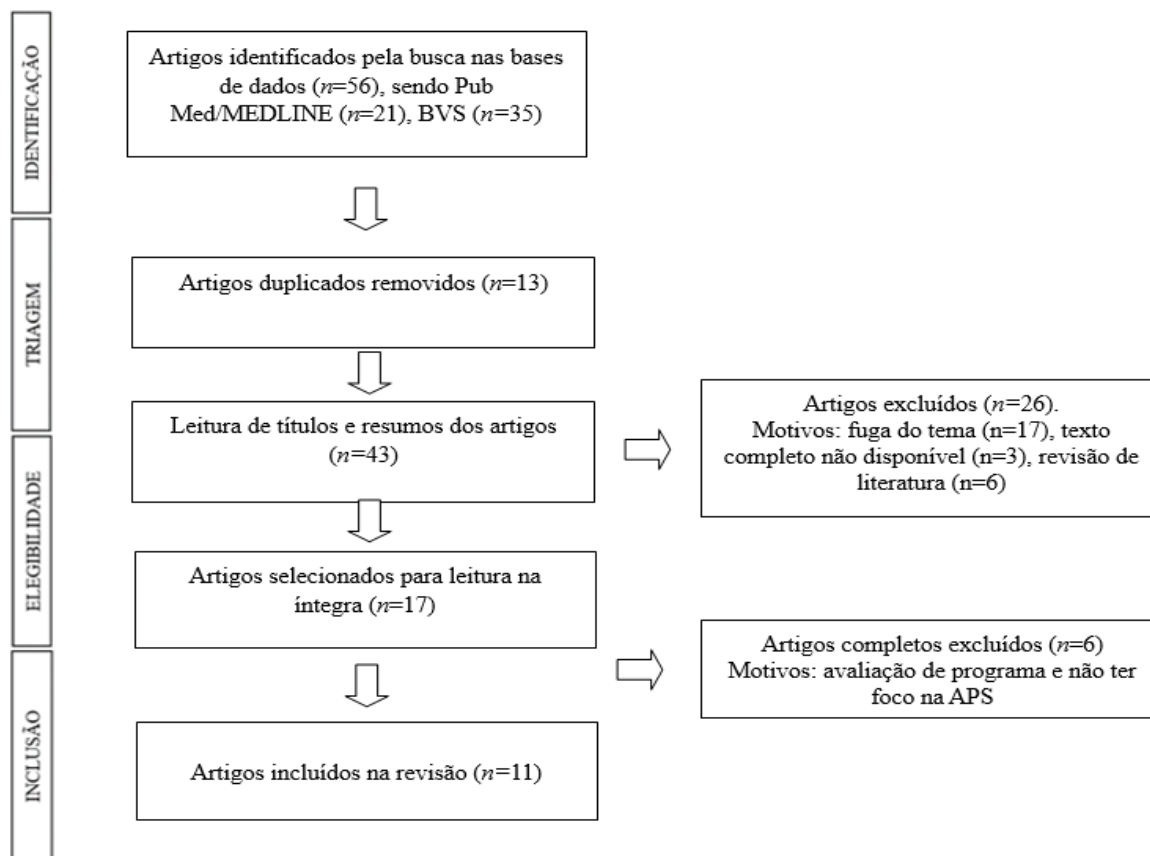 IDENTIFICAÇÃO
Artigos identificados pela busca nas bases
de dados (n=56), sendo Pub
Med/MEDLINE (n=21), BVS (n=35)
TRIAGEM
Artigos duplicados removidos (n=13)
Leitura de títulos e resumos dos artigos
(n=43)
Artigos excluídos (n=26).
Motivos: fuga do tema (n=17), texto
completo não disponível (n=3), revisão de
literatura (n=6)
ELEGIBILIDADE
Artigos selecionados para leitura na
íntegra (n=17)
Artigos completos excluídos (n=6)
Motivos: avaliação de programa e não ter
foco na APS
INCLUSÃO
Artigos incluídos na revisão (n=11)